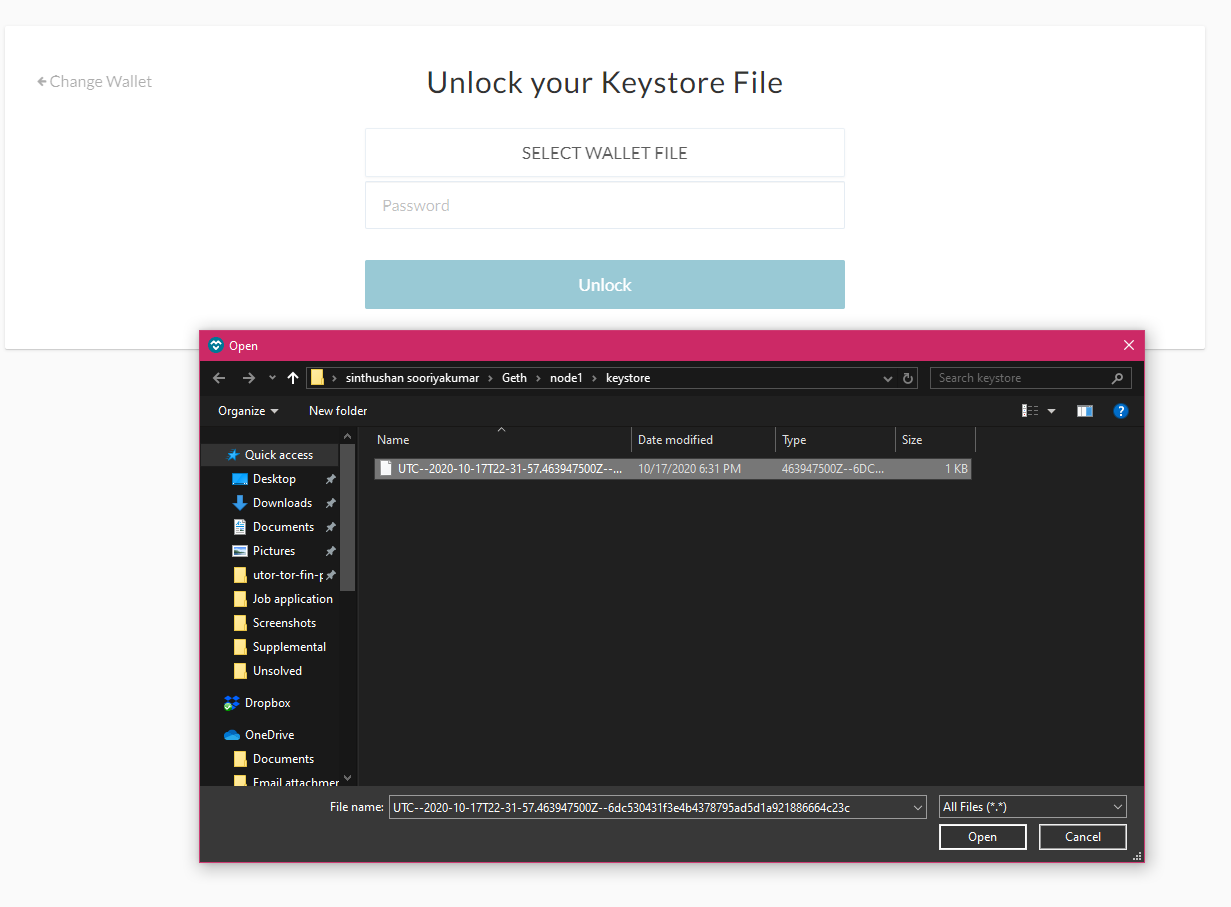 Change Wallet
Unlock your Keystore File
SELECT WALLET FILE
Password
Unlock
Open
sinthushan sooriyakumar > Geth > node1 > keystore
Search keystore
Organize
New folder
?
Name
Date modified
Type
Size
UTC--2020-10-17T22-31-57.463947500Z--... 10/17/2020 6:31 PM 463947500Z--6DC... 1 KB
Quick access
Desktop
Downloads
Documents
Pictures
utor-tor-fin-p
Job application
Screenshots
Supplemental
Unsolved
Dropbox
OneDrive
Documents
Email attachmer
File name: UTC--2020-10-17T22-31-57.463947500Z--6dc530431f3e4b4378795ad5d1a921886664c23c
All Files (*.*)
Open
Cancel